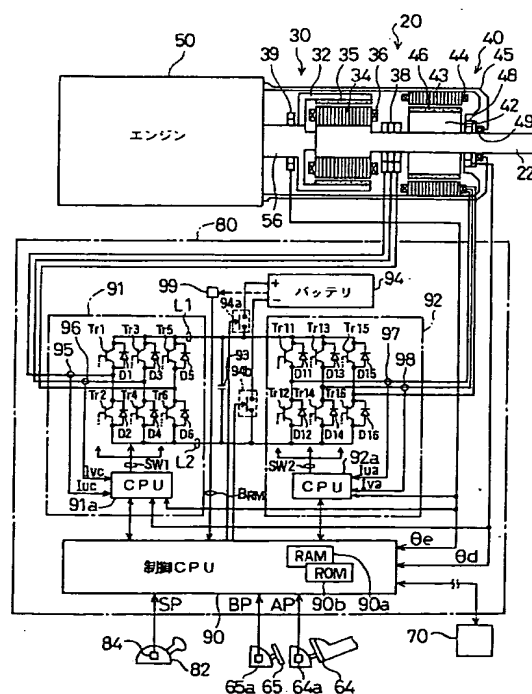 20
50
30
40
39
32
35
34
36
38
46
43
44
45
48
42
49
エンジン
56
22
80
99
91
L1
94a
+
−
バッテリ
94
92
96
95
Tr1
Tr3
Tr5
D1
D3
D5
93
94b
Tr11
Tr13
Tr15
D11
D13
D15
97
98
Tr2
Tr4
Tr6
D2
D4
D6
L2
Tr12
Tr14
Tr16
D12
D14
D16
SW1
SW2
92a
Ivc
Iuc
CPU
BRM
CPU
Iua
Iva
91a
θe
θd
制御CPU
RAM
ROM
SP
90
BP
AP
90b
90a
70
84
82
65a
65
64a
64